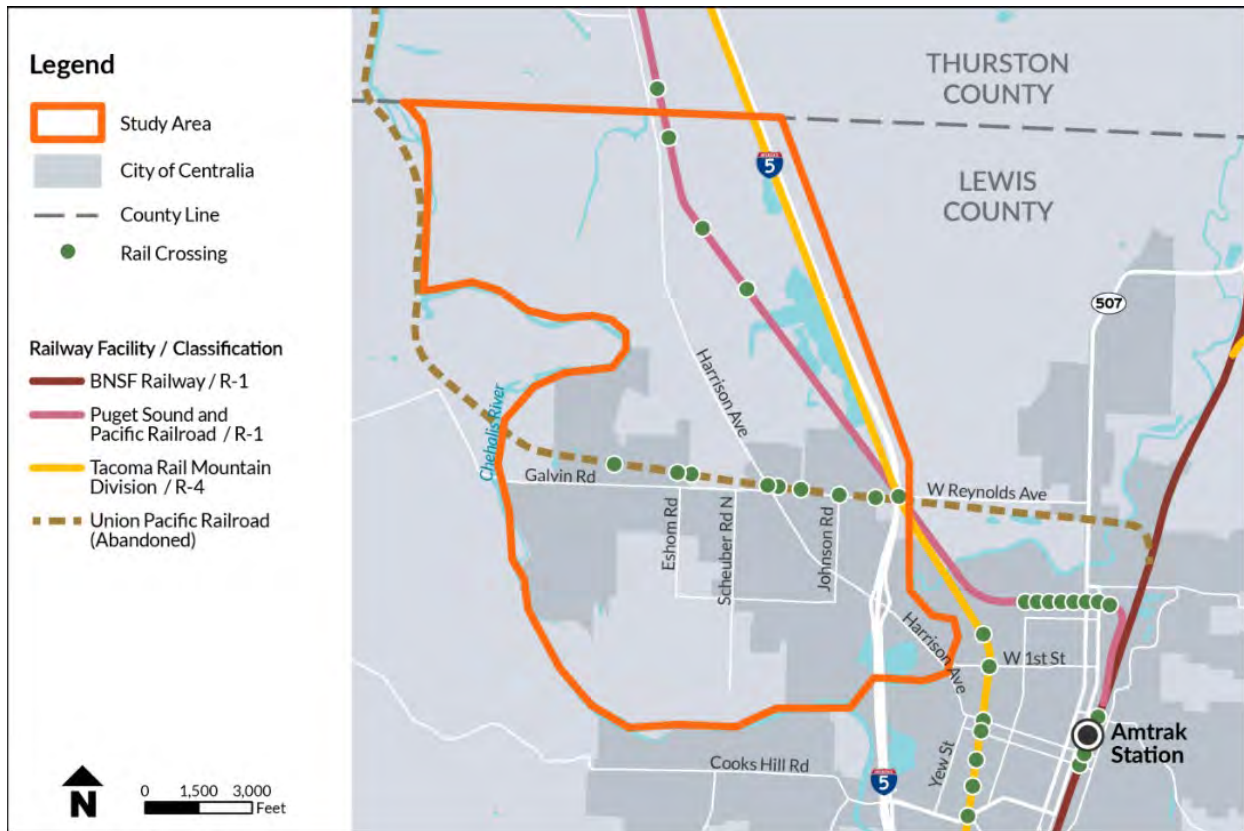 Legend
Study Area
City of Centralia
County Line
Rail Crossing
Railway Facility / Classification
BNSF Railway / R-1
Puget Sound and
Pacific Railroad / R-1
Tacoma Rail Mountain
Division / R-4
Union Pacific Railroad
(Abandoned)
N
0 1,500 3,000
Feet
THURSTON
COUNTY
LEWIS
COUNTY
5
507
Harrison Ave
Chehalis River
Galvin Rd
W Reynolds Ave
Eshom Rd
Scheuber Rd N
Johnson Rd
Harrison Ave
W 1st St
Yew St
Amtrak
Station
Cooks Hill Rd
5